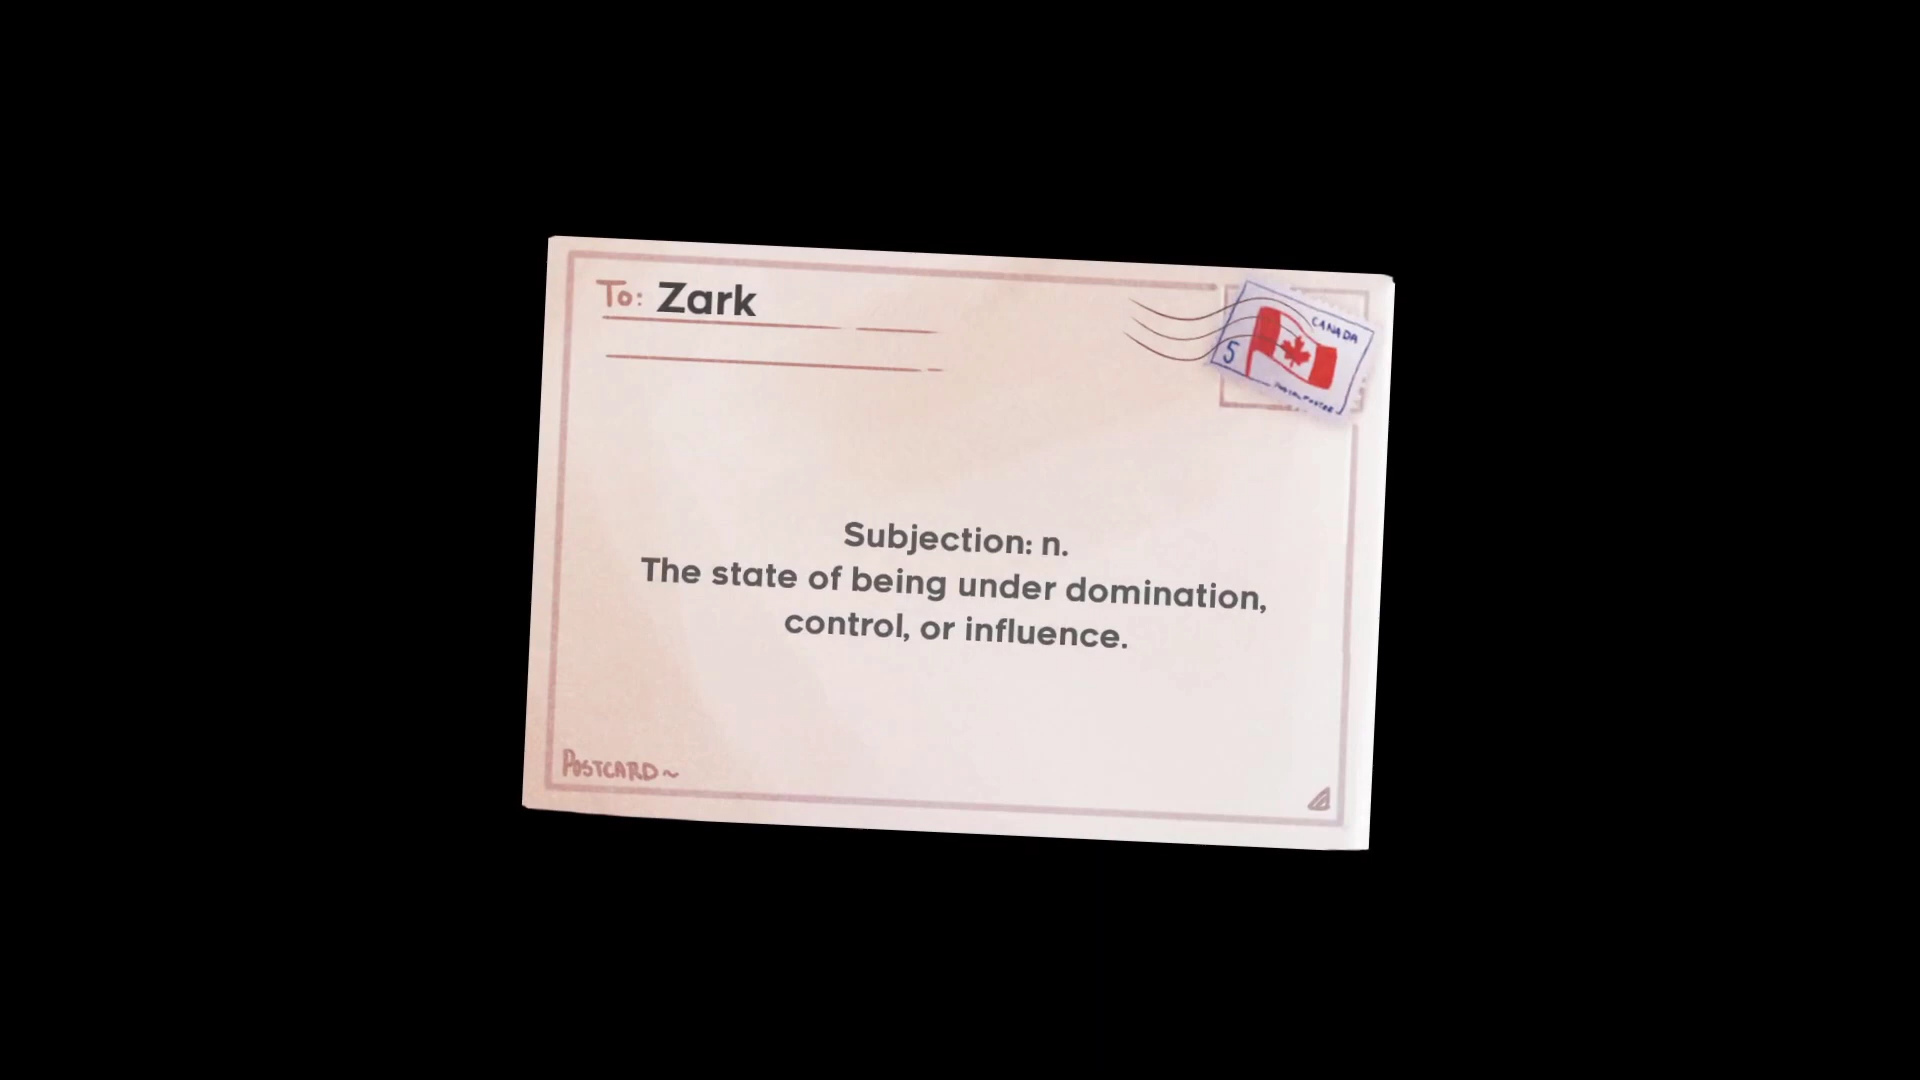 To: Zark
CANADA
5
Subjection: n.
The state of being under domination,
control, or influence.
POSTCARD~